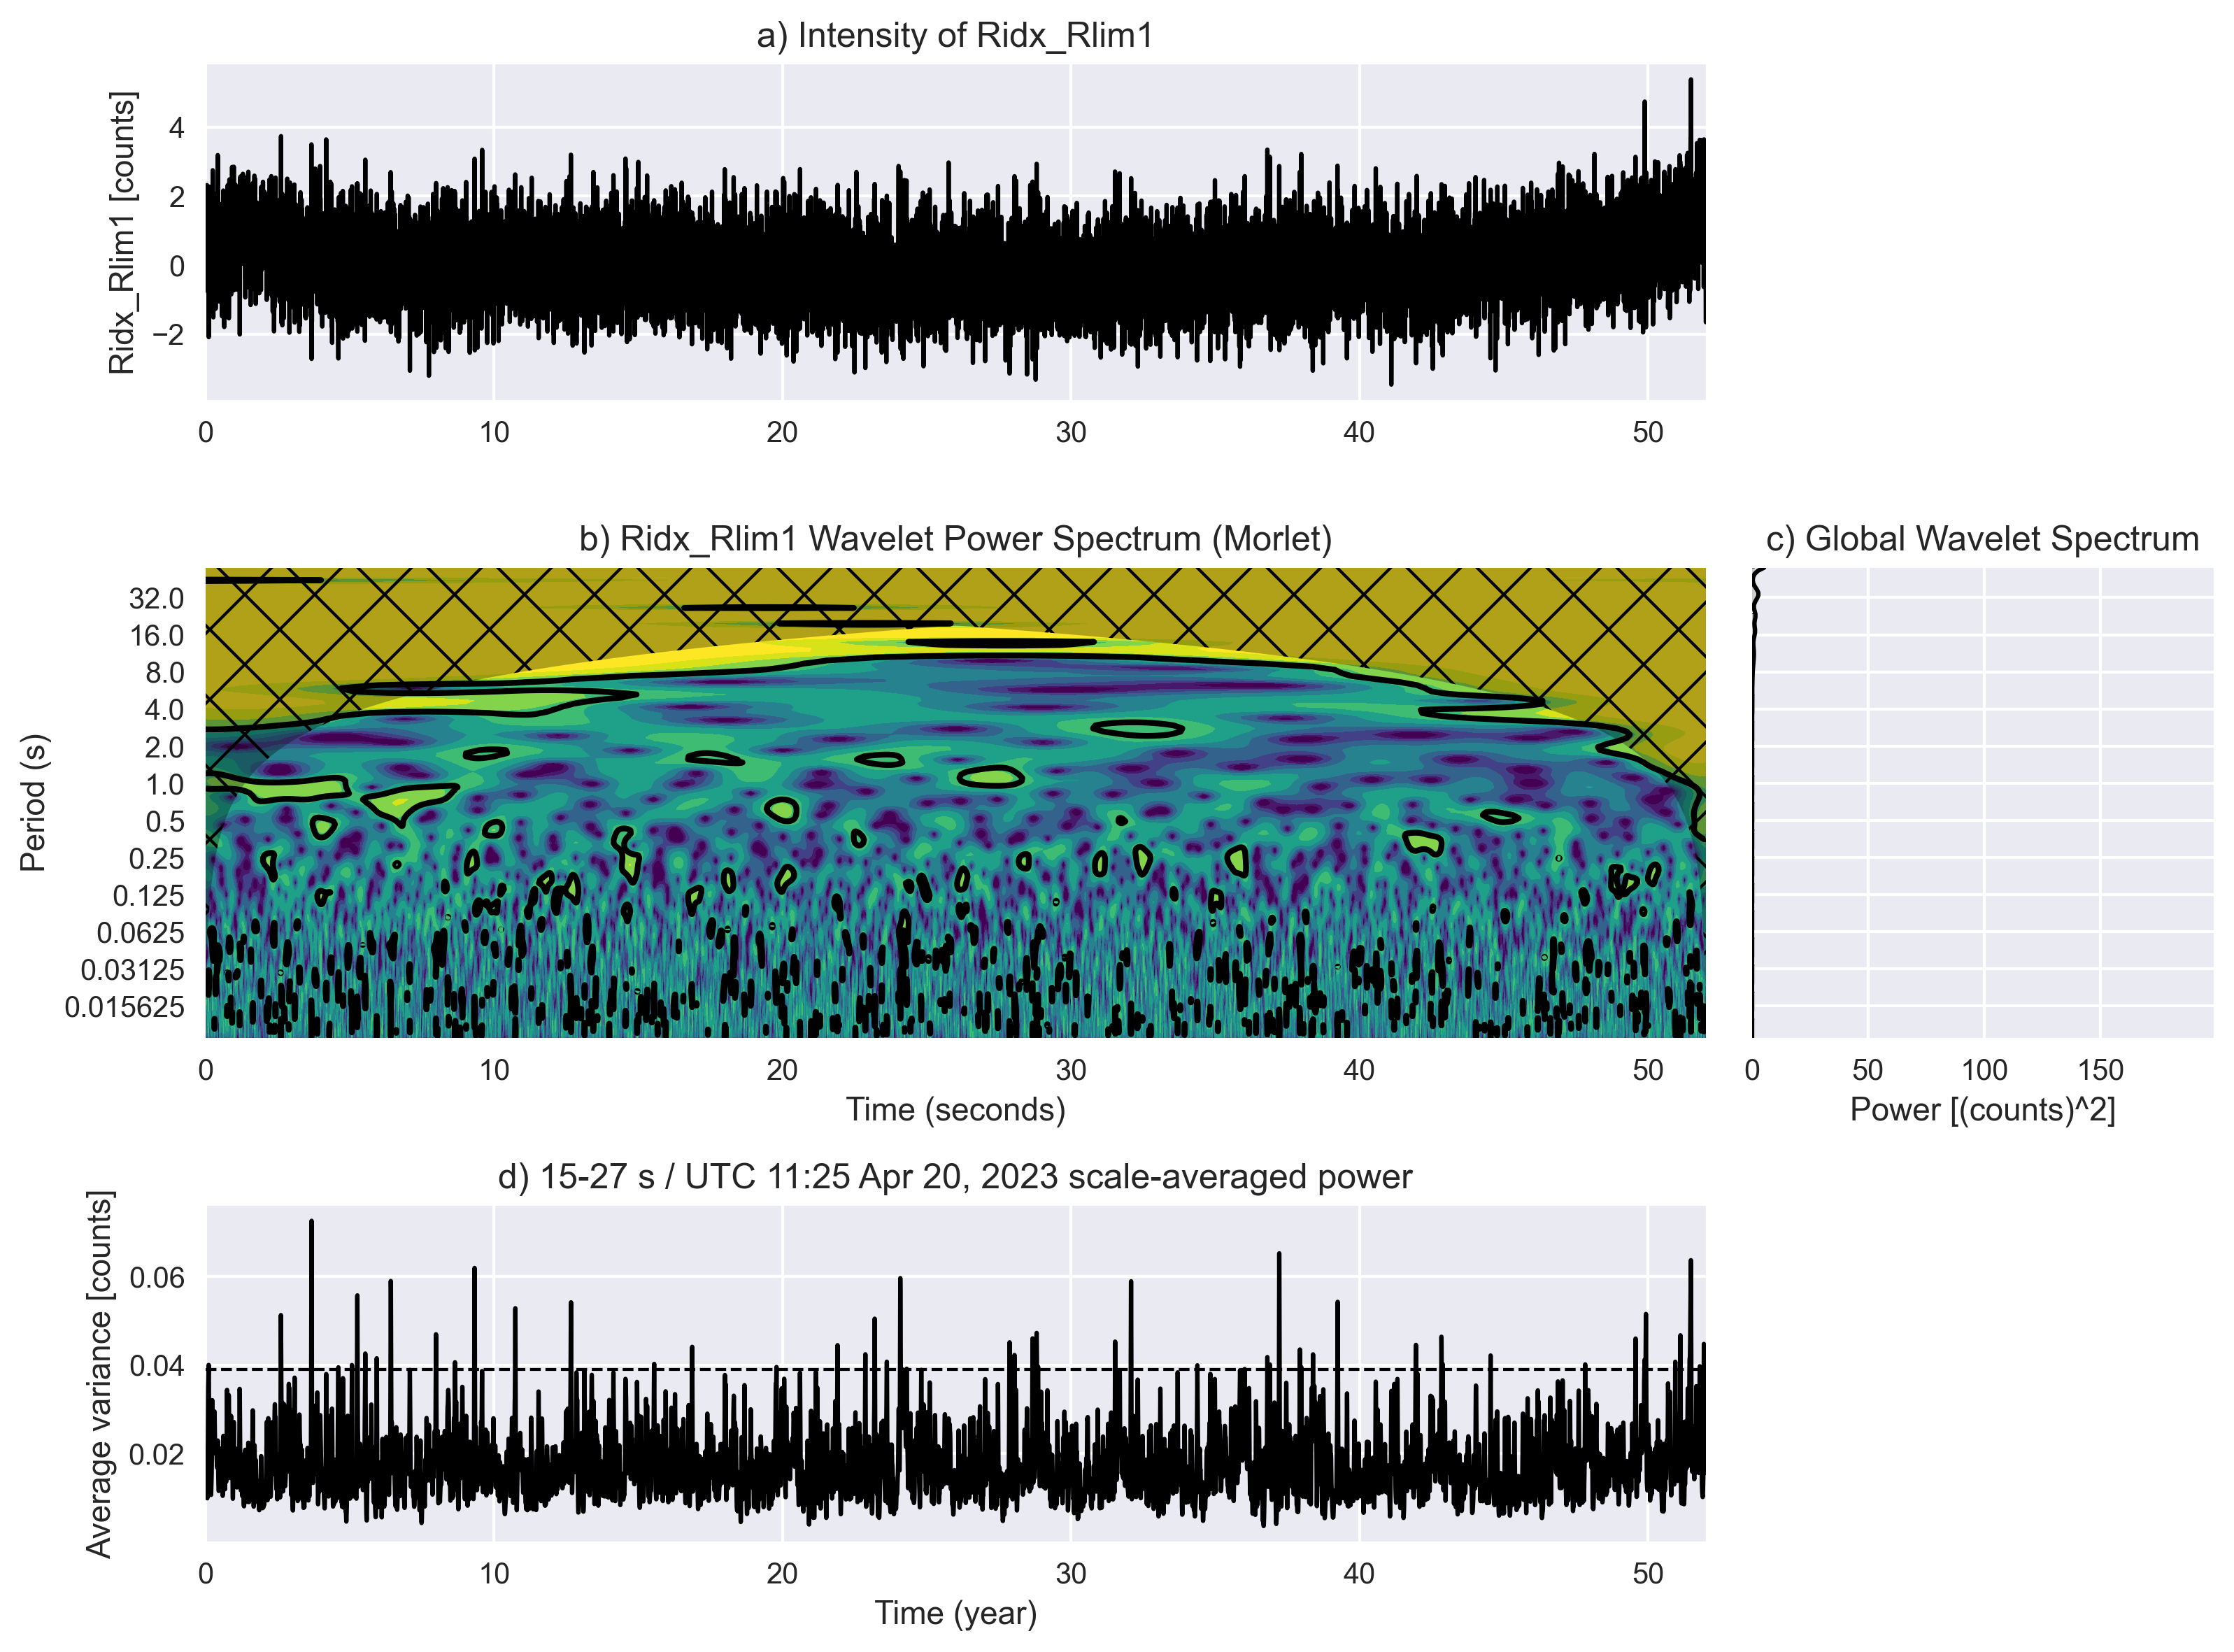 a) Intensity of Ridx_Rlim1
Ridx_Rlim1 [counts]
4
2
0
−2
0 10 20 30 40 50
b) Ridx_Rlim1 Wavelet Power Spectrum (Morlet)
Period (s)
32.0
16.0
8.0
4.0
2.0
1.0
0.5
0.25
0.125
0.0625
0.03125
0.015625
0 10 20 30 40 50
Time (seconds)
c) Global Wavelet Spectrum
0 50 100 150
Power [(counts)^2]
d) 15-27 s / UTC 11:25 Apr 20, 2023 scale-averaged power
Average variance [counts]
0.06
0.04
0.02
0 10 20 30 40 50
Time (year)